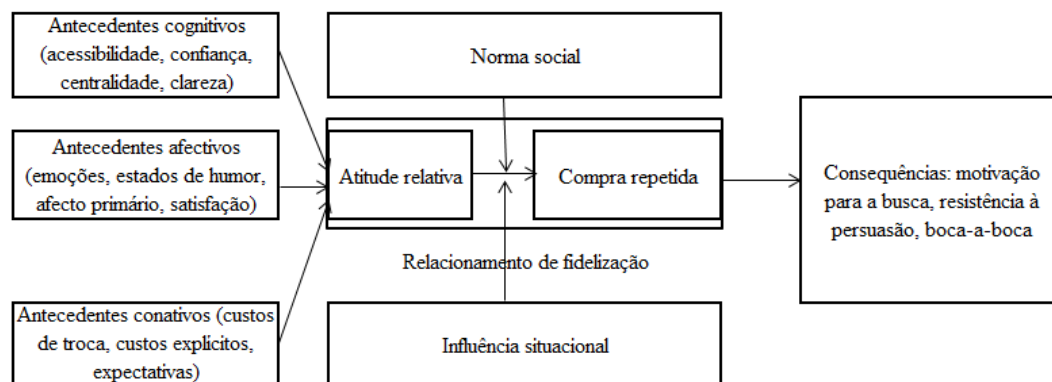 Antecedentes cognitivos
(acessibilidade, confiança,
centralidade, clareza)
Norma social
Antecedentes afectivos
(emoções, estados de humor,
afecto primário, satisfação)
Atitude relativa
Compra repetida
Consequências: motivação
para a busca, resistência à
persuasão, boca-a-boca
Relacionamento de fidelização
Antecedentes conativos (custos
de troca, custos explícitos,
expectativas)
Influência situacional